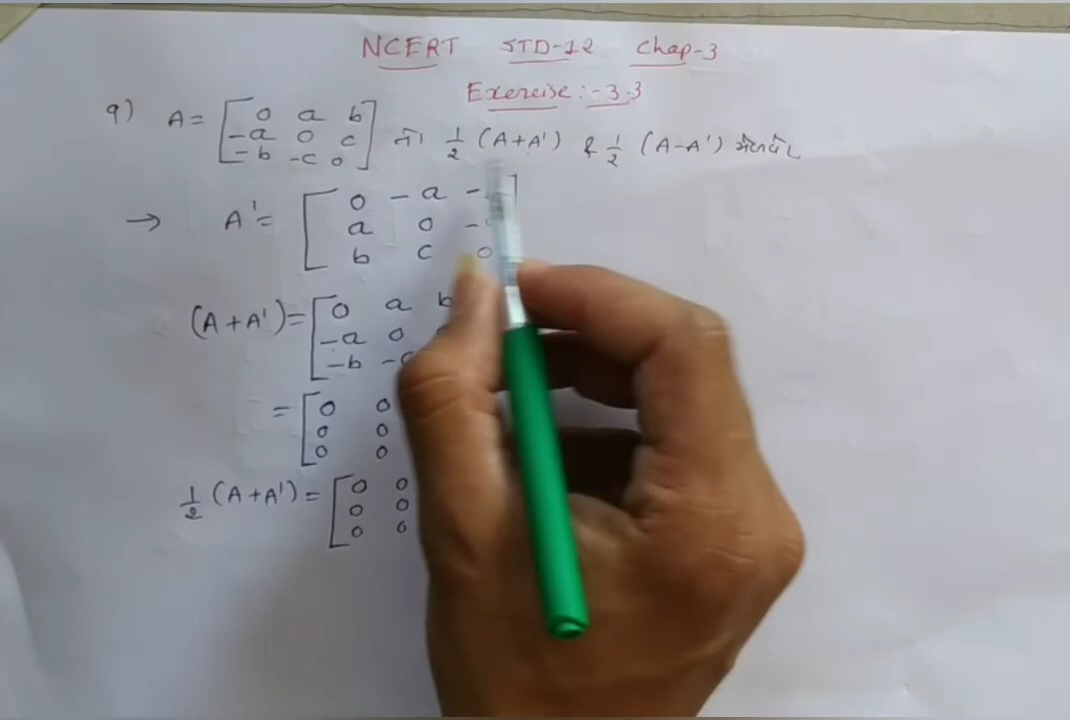 NCERT STD-12 Chap-3
Exercise :- 3.3
9) A = [ 0 a b
-a 0 c
-b -c 0 ] તો 1/2 (A+A') & 1/2 (A-A') મેળવો.
→ A' = [ 0 -a -
a 0 -
b c 0
(A+A') = [ 0 a b
-a 0
-b -c
= [ 0 0
0 0
0 0
1/2 (A+A') = [ 0 0
0 0
0 0